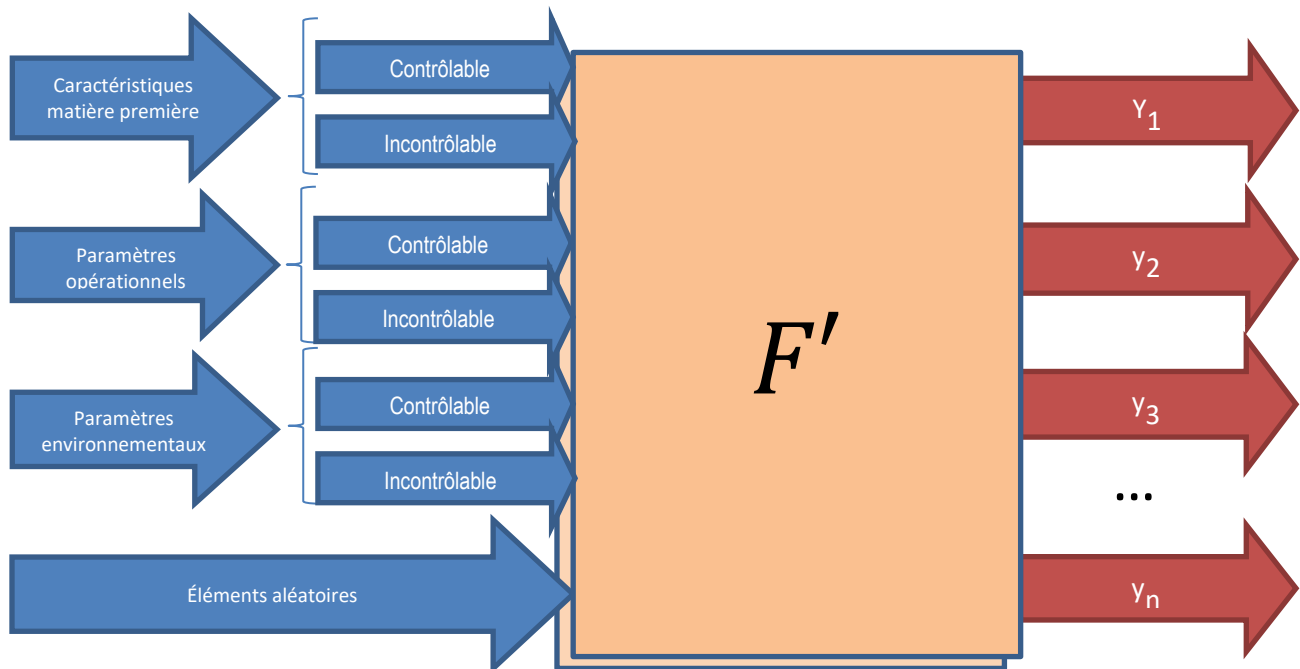 Caractéristiques
matière première
Contrôlable
Incontrôlable
Paramètres
opérationnels
Contrôlable
Incontrôlable
Paramètres
environnementaux
Contrôlable
Incontrôlable
Éléments aléatoires
F'
Y1
y2
y3
...
yn